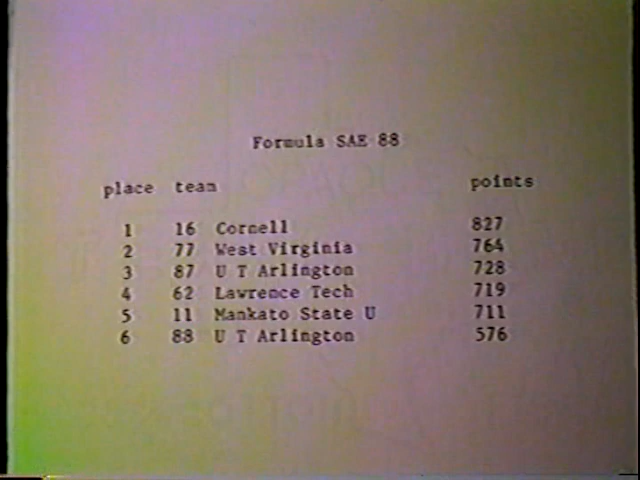 Formula SAE 88
place team points
1 16 Cornell 827
2 77 West Virginia 764
3 87 U T Arlington 728
4 62 Lawrence Tech 719
5 11 Mankato State U 711
6 88 U T Arlington 576